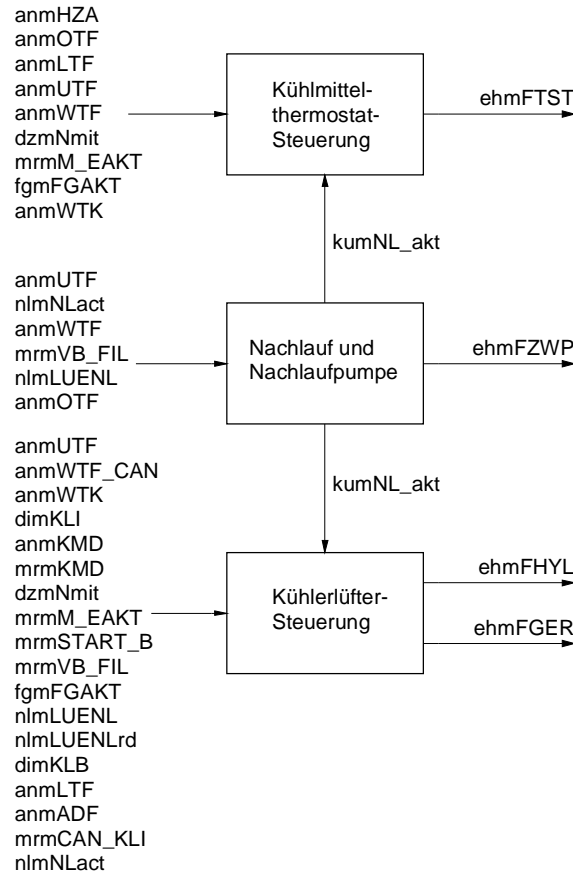 anmHZA
anmOTF
anmLTF
anmUTF
anmWTF
dzmNmit
mrmM_EAKT
fgmFGAKT
anmWTK
Kühlmittel-
thermostat-
Steuerung
ehmFTST
kumNL_akt
anmUTF
nlmNLact
anmWTF
mrmVB_FIL
nlmLUENL
anmOTF
Nachlauf und
Nachlaufpumpe
ehmFZWP
kumNL_akt
anmUTF
anmWTF_CAN
anmWTK
dimKLI
anmKMD
mrmKMD
dzmNmit
mrmM_EAKT
mrmSTART_B
mrmVB_FIL
fgmFGAKT
nlmLUENL
nlmLUENLrd
dimKLB
anmLTF
anmADF
mrmCAN_KLI
nlmNLact
Kühlerlüfter-
Steuerung
ehmFHYL
ehmFGER